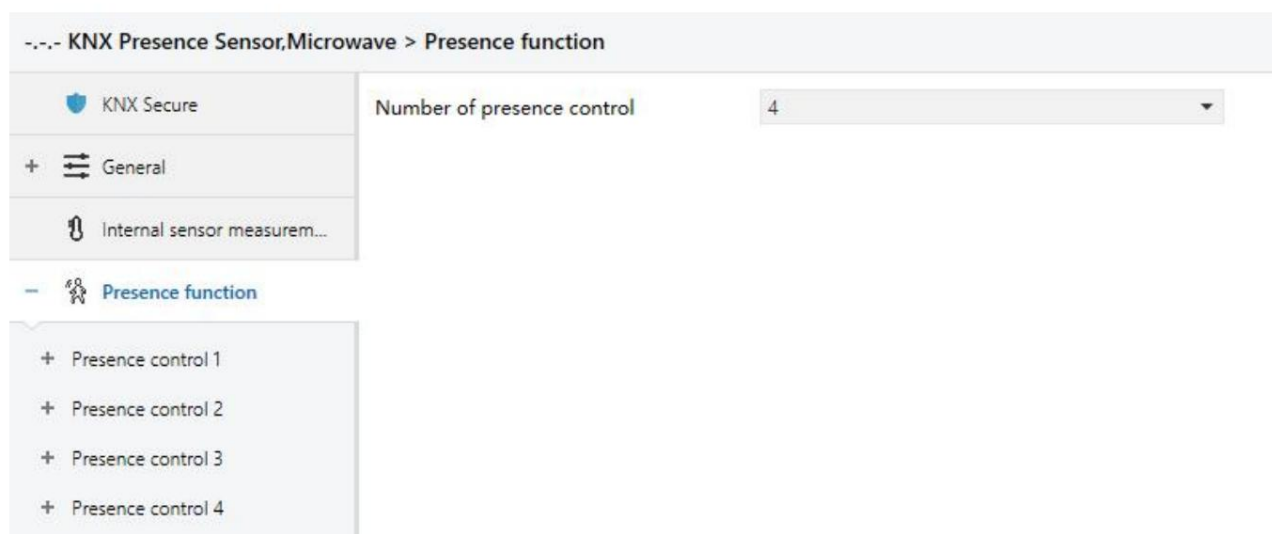 -.-.- KNX Presence Sensor,Microwave > Presence function
KNX Secure
Number of presence control 4
+ General
Internal sensor measurem...
− Presence function
+ Presence control 1
+ Presence control 2
+ Presence control 3
+ Presence control 4